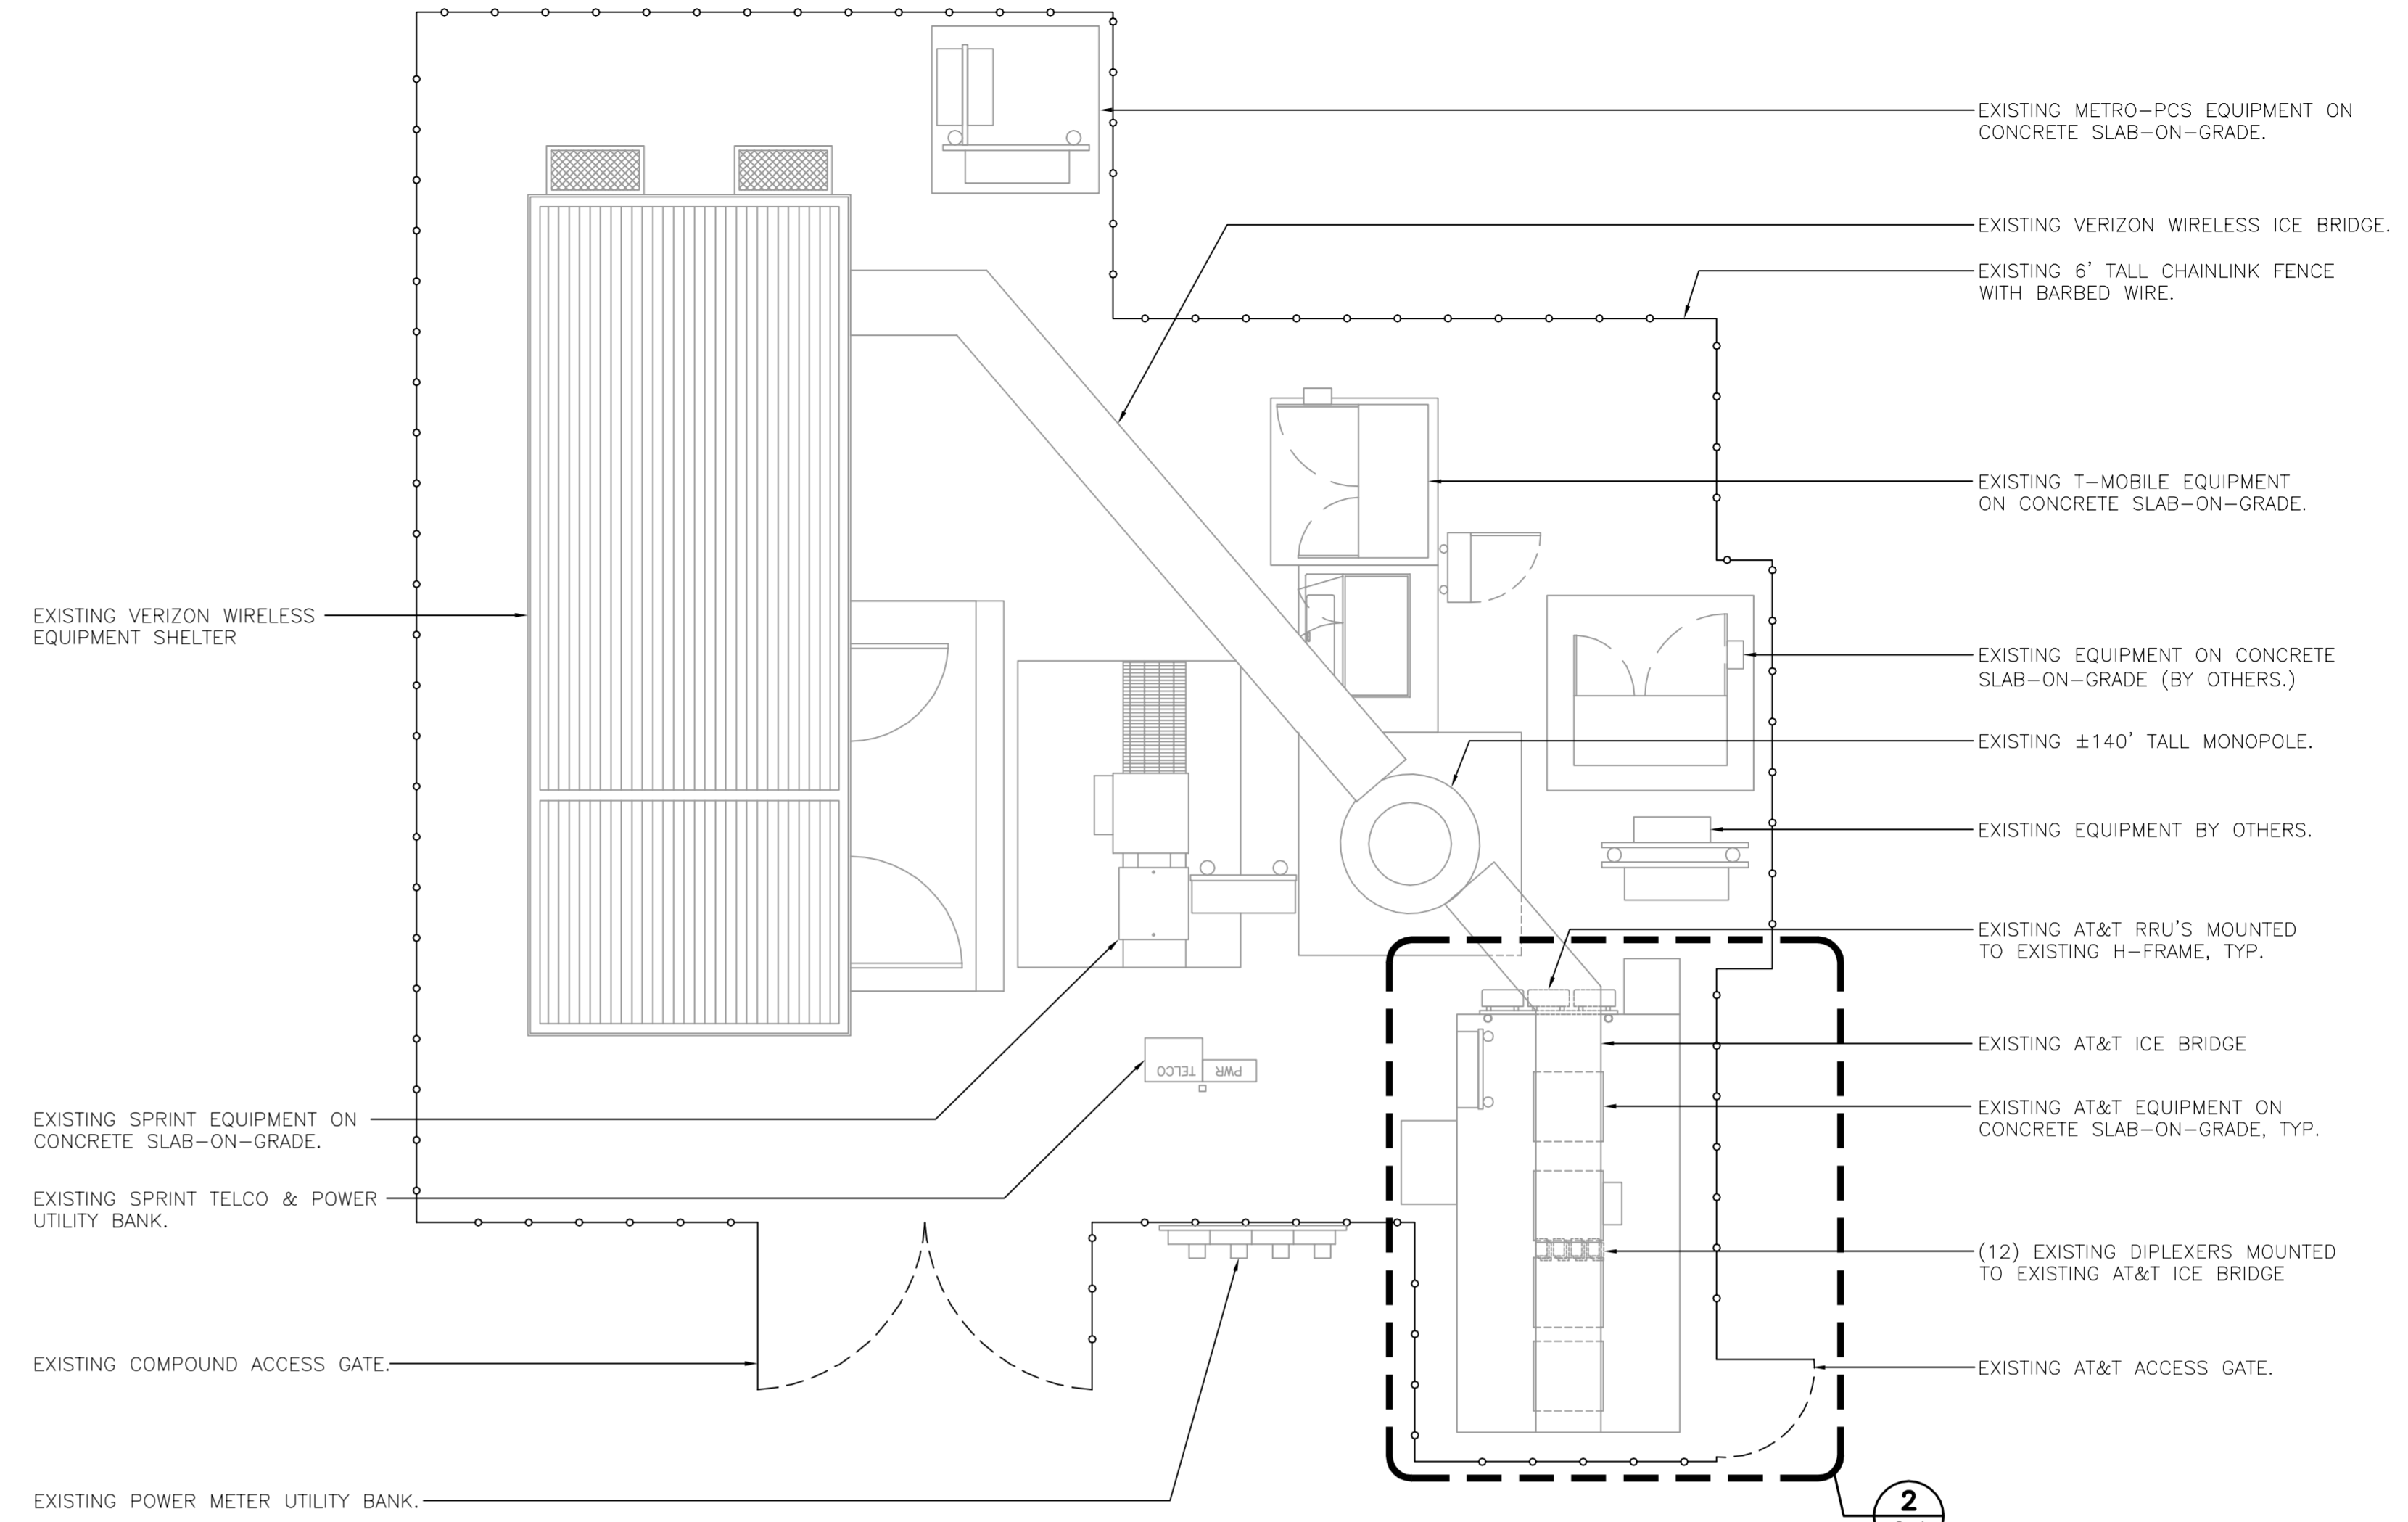 EXISTING METRO-PCS EQUIPMENT ON
CONCRETE SLAB-ON-GRADE.
EXISTING VERIZON WIRELESS ICE BRIDGE.
EXISTING 6' TALL CHAINLINK FENCE
WITH BARBED WIRE.
EXISTING T-MOBILE EQUIPMENT
ON CONCRETE SLAB-ON-GRADE.
EXISTING VERIZON WIRELESS
EQUIPMENT SHELTER
EXISTING EQUIPMENT ON CONCRETE
SLAB-ON-GRADE (BY OTHERS.)
EXISTING ±140' TALL MONOPOLE.
EXISTING EQUIPMENT BY OTHERS.
EXISTING AT&T RRU'S MOUNTED
TO EXISTING H-FRAME, TYP.
EXISTING AT&T ICE BRIDGE
TELCO
PWR
EXISTING AT&T EQUIPMENT ON
CONCRETE SLAB-ON-GRADE, TYP.
EXISTING SPRINT EQUIPMENT ON
CONCRETE SLAB-ON-GRADE.
EXISTING SPRINT TELCO & POWER
UTILITY BANK.
(12) EXISTING DIPLEXERS MOUNTED
TO EXISTING AT&T ICE BRIDGE
EXISTING COMPOUND ACCESS GATE.
EXISTING AT&T ACCESS GATE.
EXISTING POWER METER UTILITY BANK.
2